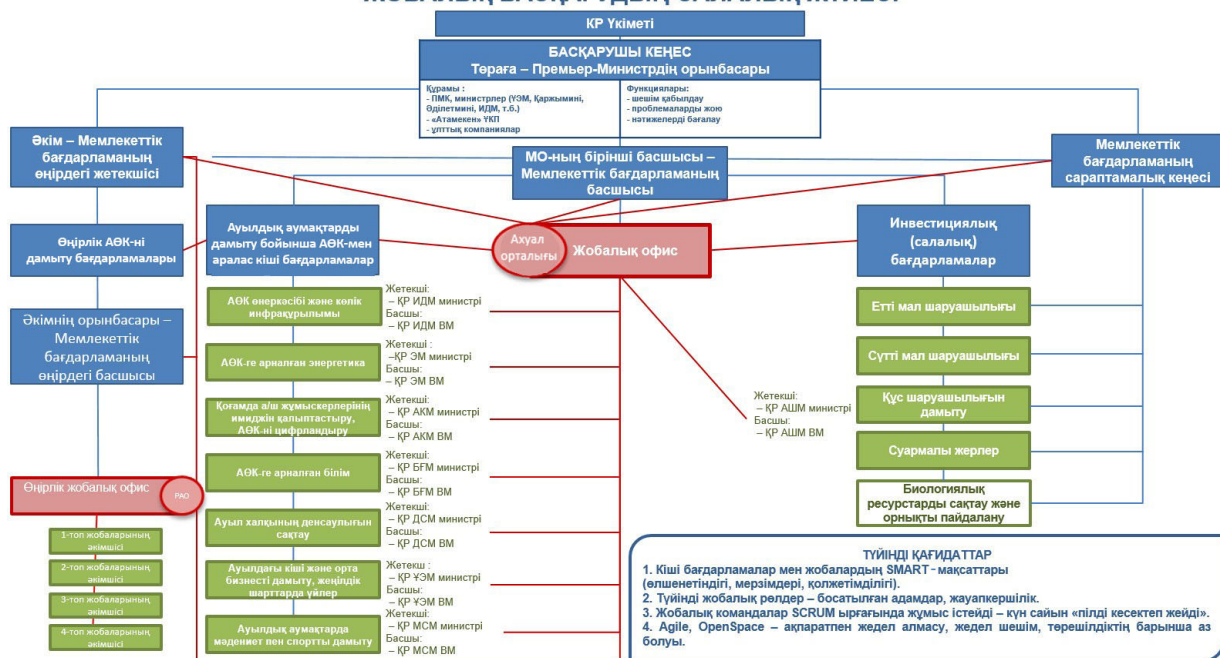 ҚР Үкіметі
БАСҚАРУШЫ КЕҢЕС
Төраға – Премьер-Министрдің орынбасары
Құрамы :
- ПМК, министрлер (ҰЭМ, Қаржымині,
Әділетмині, ИДМ, т.б.)
- «Атамекен» ҰКП
- ұлттық компаниялар
Функциялары:
- шешім қабылдау
- проблемаларды жою
- нәтижелерді бағалау
Әкім – Мемлекеттік
бағдарламаның
өңірдегі жетекшісі
МО-ның бірінші басшысы –
Мемлекеттік бағдарламаның
басшысы
Мемлекеттік
бағдарламаның
сараптамалық кеңесі
Өңірлік АӨК-ні
дамыту бағдарламалары
Ауылдық аумақтарды
дамыту бойынша АӨК-мен
аралас кіші бағдарламалар
Ахуал
орталығы
Жобалық офис
Инвестициялық
(салалық)
бағдарламалар
Әкімнің орынбасары –
Мемлекеттік
бағдарламаның
өңірдегі басшысы
АӨК өнеркәсібі және көлік
инфрақұрылымы
Жетекші:
– ҚР ИДМ министрі
Басшы:
– ҚР ИДМ ВМ
АӨК-ге арналған энергетика
Жетекші :
–ҚР ЭМ министрі
Басшы:
– ҚР ЭМ ВМ
Қоғамда а/ш жұмыскерлерінің
имиджін қалыптастыру,
АӨК-ні цифрландыру
Жетекші:
– ҚР АКМ министрі
Басшы:
– ҚР АКМ ВМ
АӨК-ге арналған білім
Жетекші:
– ҚР БҒМ министрі
Басшы:
– ҚР БҒМ ВМ
Ауыл халқының денсаулығын
сақтау
Жетекші:
– ҚР ДСМ министрі
Басшы:
– ҚР ДСМ ВМ
Ауылдағы кіші және орта
бизнесті дамыту, жеңілдік
шарттарда үйлер
Жетекш :
– ҚР ҰЭМ министрі
Басшы:
– ҚР ҰЭМ ВМ
Ауылдық аумақтарда
мәдениет пен спортты дамыту
Жетекші:
– ҚР МСМ министрі
Басшы:
– ҚР МСМ ВМ
Жетекші:
– ҚР АШМ министрі
Басшы:
– ҚР АШМ ВМ
Етті мал шаруашылығы
Сүтті мал шаруашылығы
Құс шаруашылығын
дамыту
Суармалы жерлер
Биологиялық
ресурстарды сақтау және
орнықты пайдалану
Өңірлік жобалық офис
РАО
1-топ жобаларының
әкімшісі
2-топ жобаларының
әкімшісі
3-топ жобаларының
әкімшісі
4-топ жобаларының
әкімшісі
ТҮЙІНДІ ҚАҒИДАТТАР
1. Кіші бағдарламалар мен жобалардың SMART-мақсаттары
(өлшенетіндігі, мерзімдері, қолжетімділігі).
2. Түйінді жобалық рөлдер – босатылған адамдар, жауапкершілік.
3. Жобалық командалар SCRUM ырғағында жұмыс істейді – күн сайын «пілді кесектеп жейді».
4. Agile, OpenSpace – ақпаратпен жедел алмасу, жедел шешім, төрешілдіктің барынша аз
болуы.